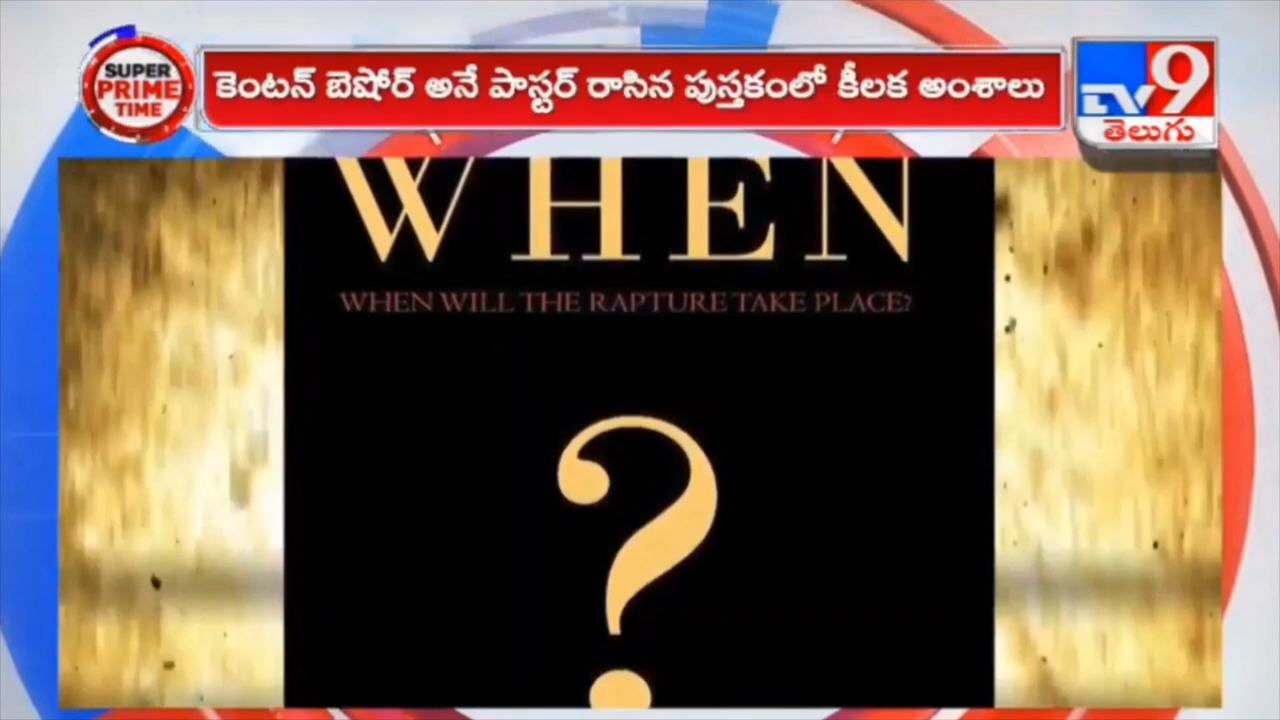 SUPER
PRIME
TIME
కెంటన్ బెషోర్ అనే పాస్టర్ రాసిన పుస్తకంలో కీలక అంశాలు
TV9
తెలుగు
WHEN
WHEN WILL THE RAPTURE TAKE PLACE?
?